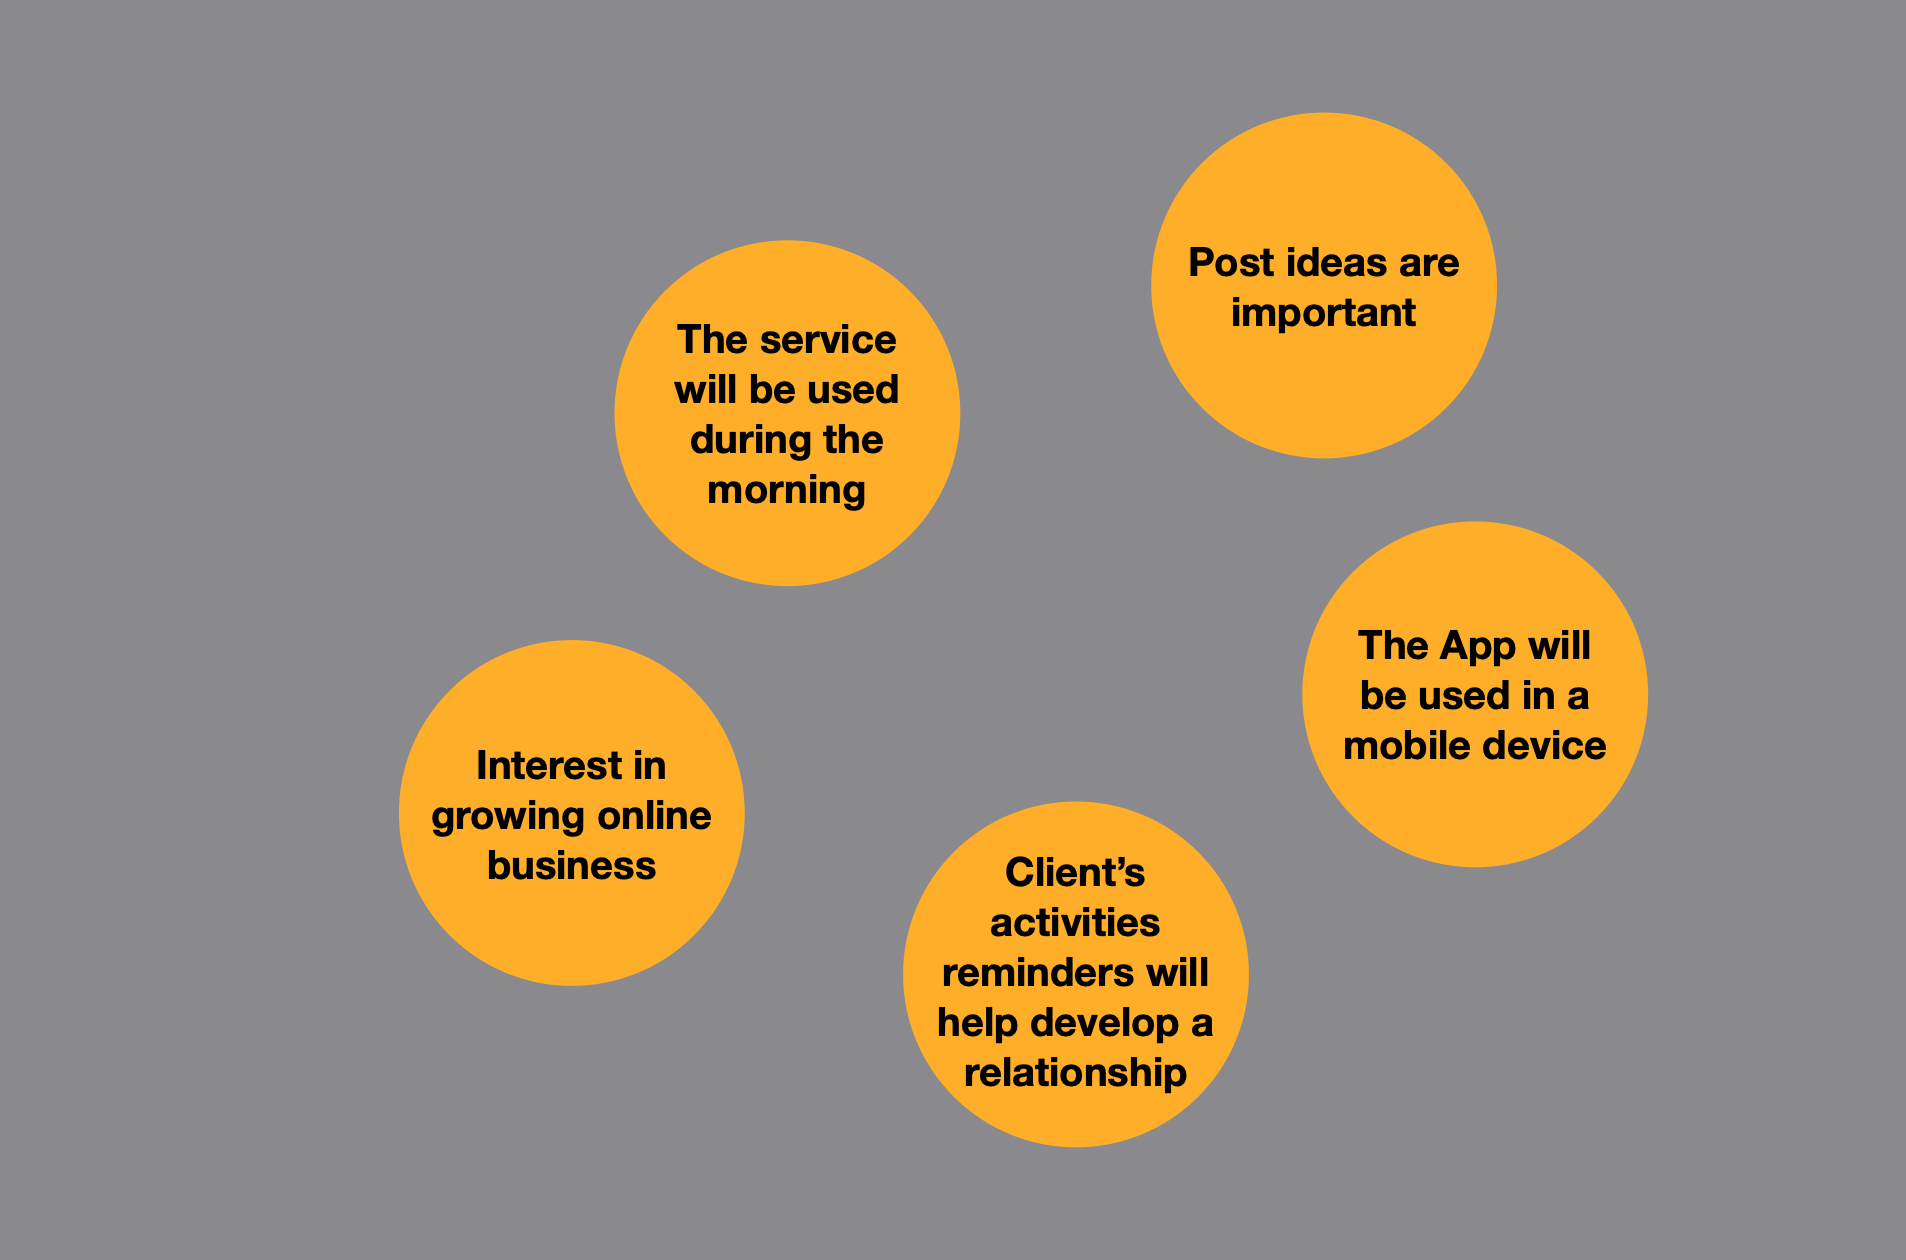 Post ideas are
important
The service
will be used
during the
morning
The App will
be used in a
mobile device
Interest in
growing online
business
Client’s
activities
reminders will
help develop a
relationship